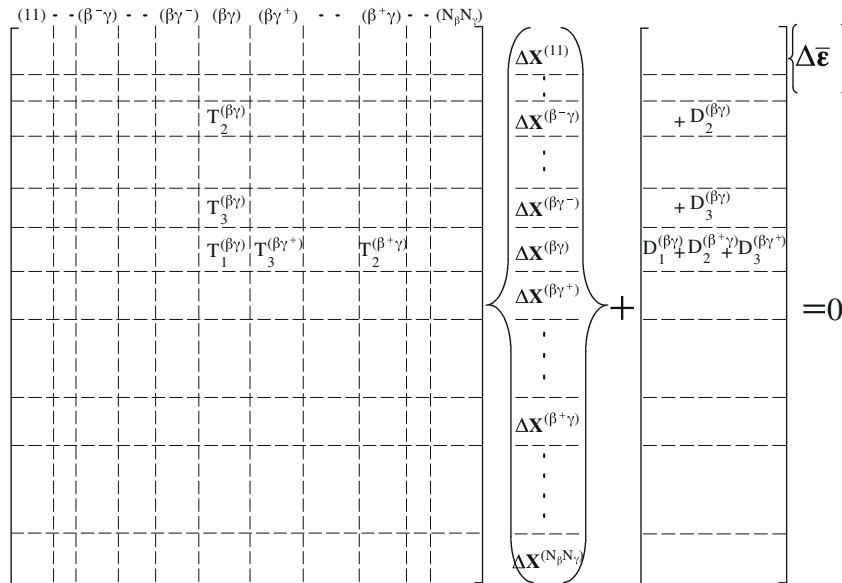 (11) - - (β⁻γ) - - (βγ⁻) (βγ) (βγ⁺) - - (β⁺γ) - - (N_βN_γ)
ΔX⁽¹¹⁾ Δε̅
T₂^(βγ) ΔX^(β⁻γ) + D₂^(βγ)
T₃^(βγ) ΔX^(βγ⁻) + D₃^(βγ)
T₁^(βγ) T₃^(βγ⁺) T₂^(β⁺γ) ΔX^(βγ) D₁^(βγ) + D₂^(β⁺γ) + D₃^(βγ⁺)
ΔX^(βγ⁺) + =0
ΔX^(β⁺γ)
ΔX^(N_βN_γ)